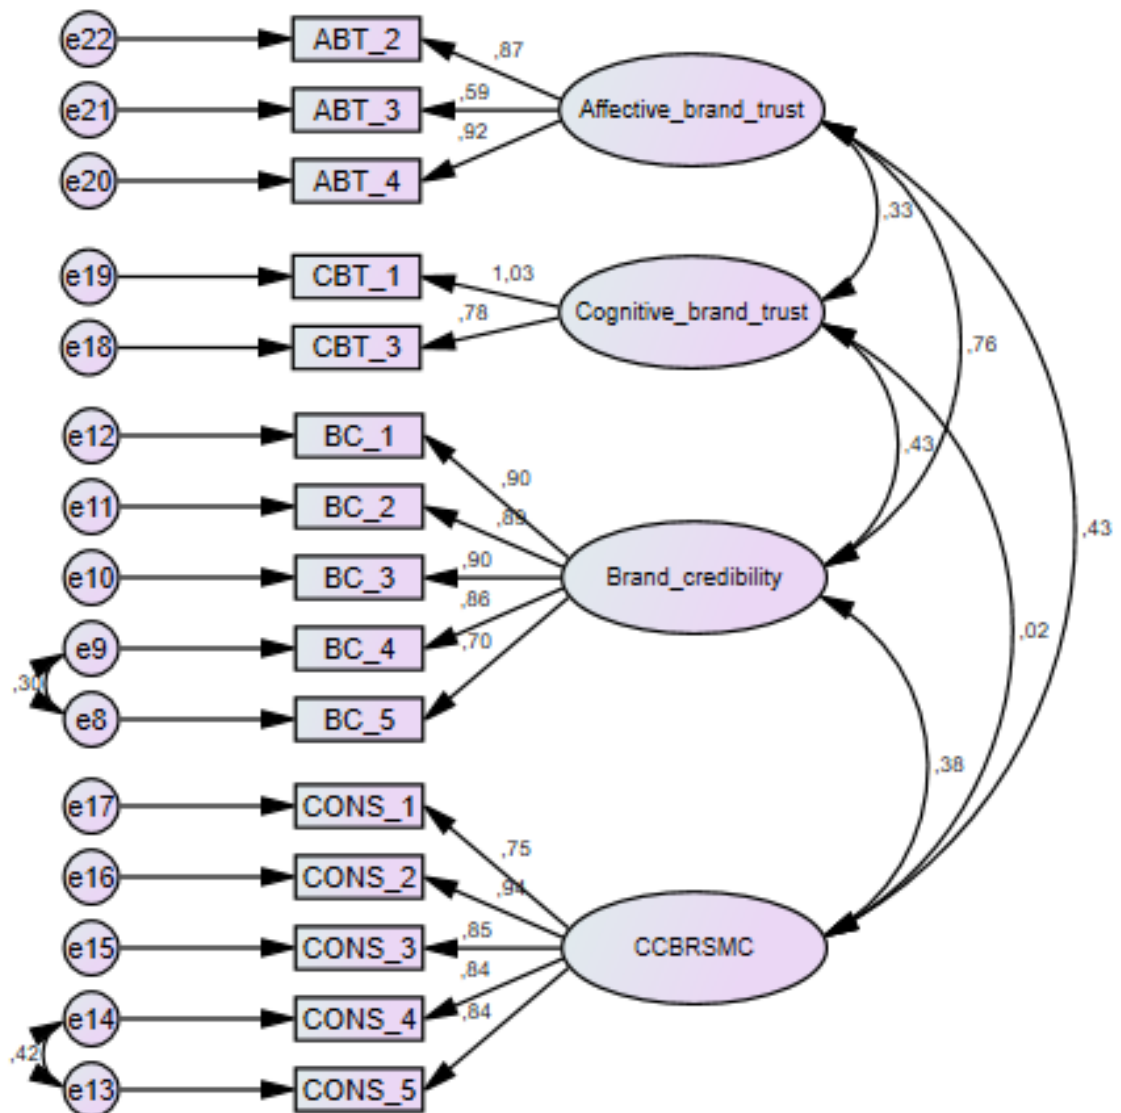 e22 ABT_2 ,87
e21 ABT_3 ,59 Affective_brand_trust
e20 ABT_4 ,92
,33
e19 CBT_1 1,03
e18 CBT_3 ,78 Cognitive_brand_trust
,76
e12 BC_1 ,90
,43
e11 BC_2 ,89
e10 BC_3 ,90 Brand_credibility
,43
e9 BC_4 ,86
,02
,30
e8 BC_5 ,70
,38
e17 CONS_1 ,75
e16 CONS_2 ,94
e15 CONS_3 ,85 CCBRSMC
e14 CONS_4 ,84
,42
e13 CONS_5 ,84